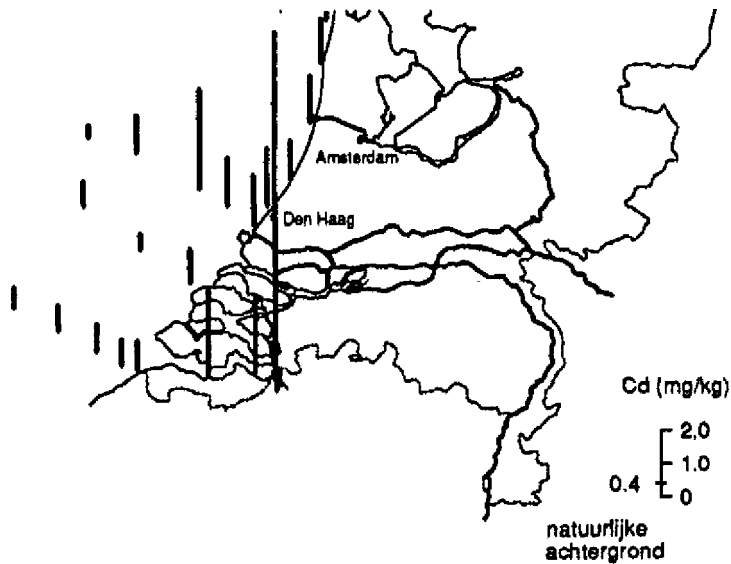 Amsterdam
Den Haag
Cd (mg/kg)
2,0
1.0
0.4
0
natuurlijke
achtergrond